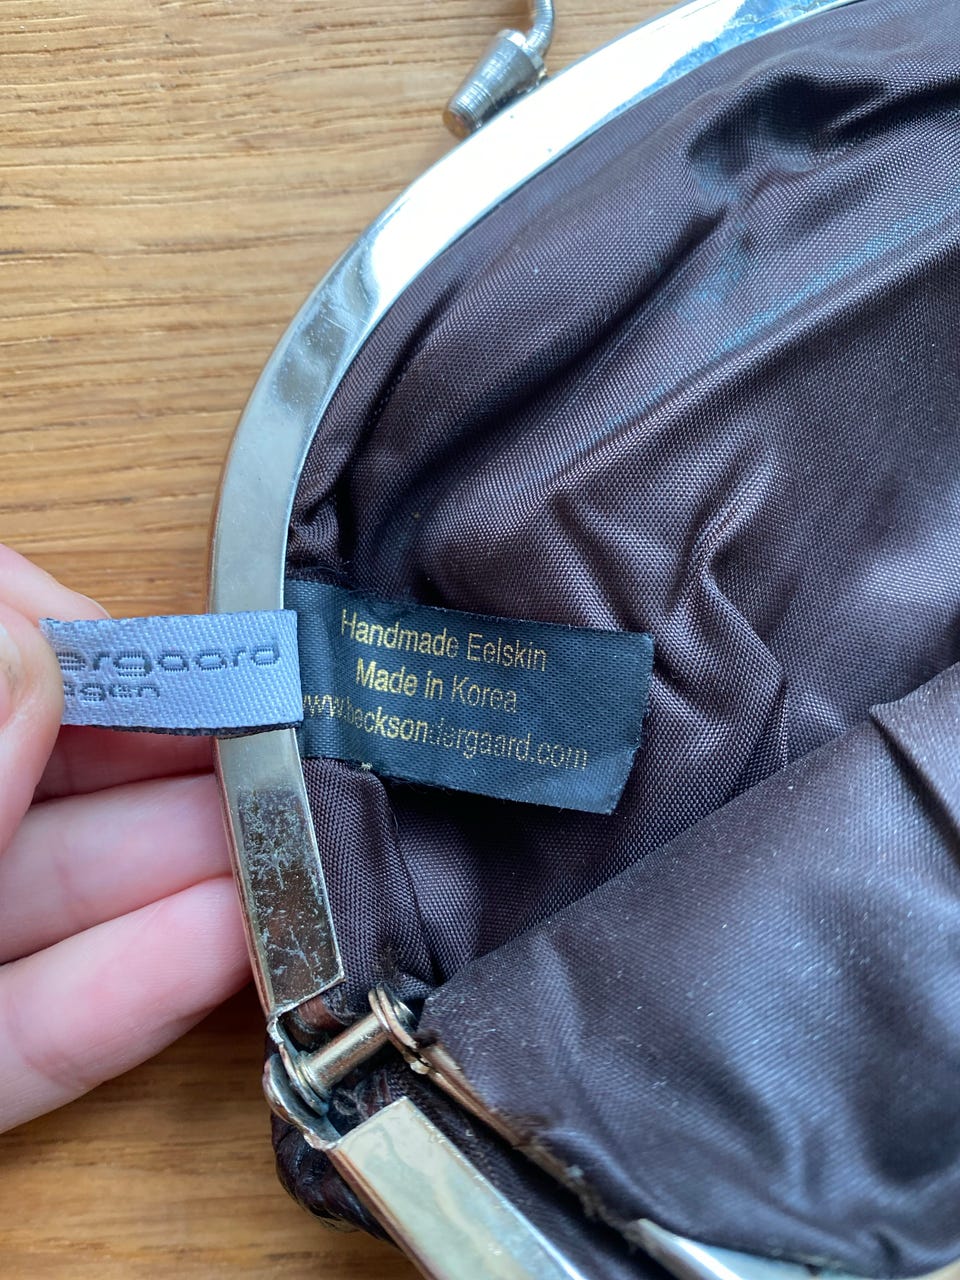 ergaard
agen
Handmade Eelskin
Made in Korea
www.becksondergaard.com